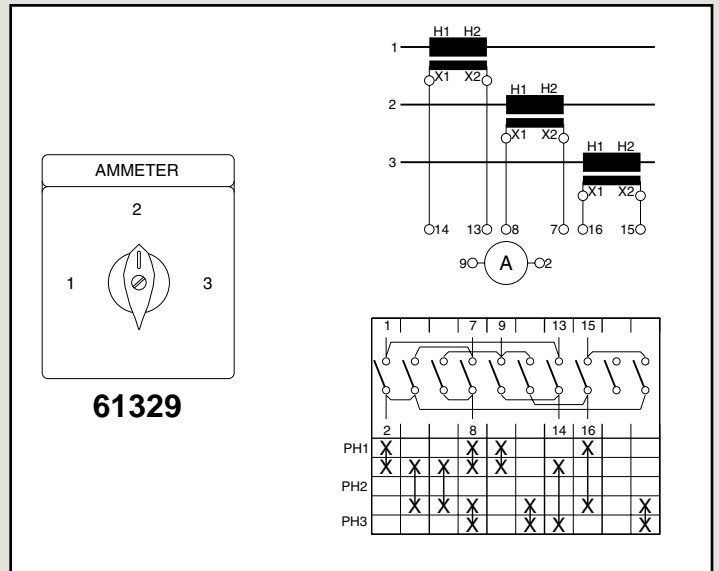 AMMETER
2
1 3
61329
H1 H2
1
X1 X2
H1 H2
2
X1 X2
H1 H2
3
X1 X2
14 13 8 7 16 15
9 A 2
1 7 9 13 15
2 8 14 16
PH1 X X X X
X X X X X X
PH2
X X X X X X
PH3 X X X X